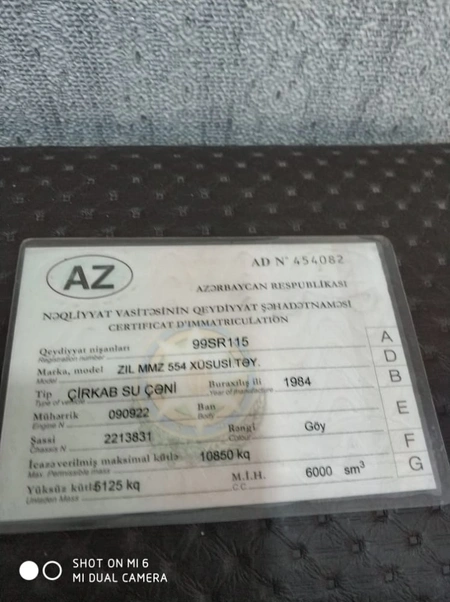 AZ
AD N° 454082
AZƏRBAYCAN RESPUBLİKASI
NƏQLİYYAT VASİTƏSİNİN QEYDİYYAT ŞƏHADƏTNAMƏSİ
CERTIFICAT D'IMMATRICULATION
Qeydiyyat nişanları 99SR115 A
Registration number
Marka, model ZIL MMZ 554 XÜSUSİ TƏY. D
Model
Tip ÇİRKAB SU ÇƏNİ Buraxılış ili 1984 B
Type of vehicle Year of manufacture
Mühərrik 090922 Ban
Engine N Body
E
Şassi 2213831 Rəngi Göy
Chassis N Colour
F
İcazəverilmiş maksimal kütlə 10850 kq
Max. Permissible mass
G
Yüksüz kütlə 5125 kq M.I.H. 6000 sm³
Unladen Mass C.C.
SHOT ON MI 6
MI DUAL CAMERA